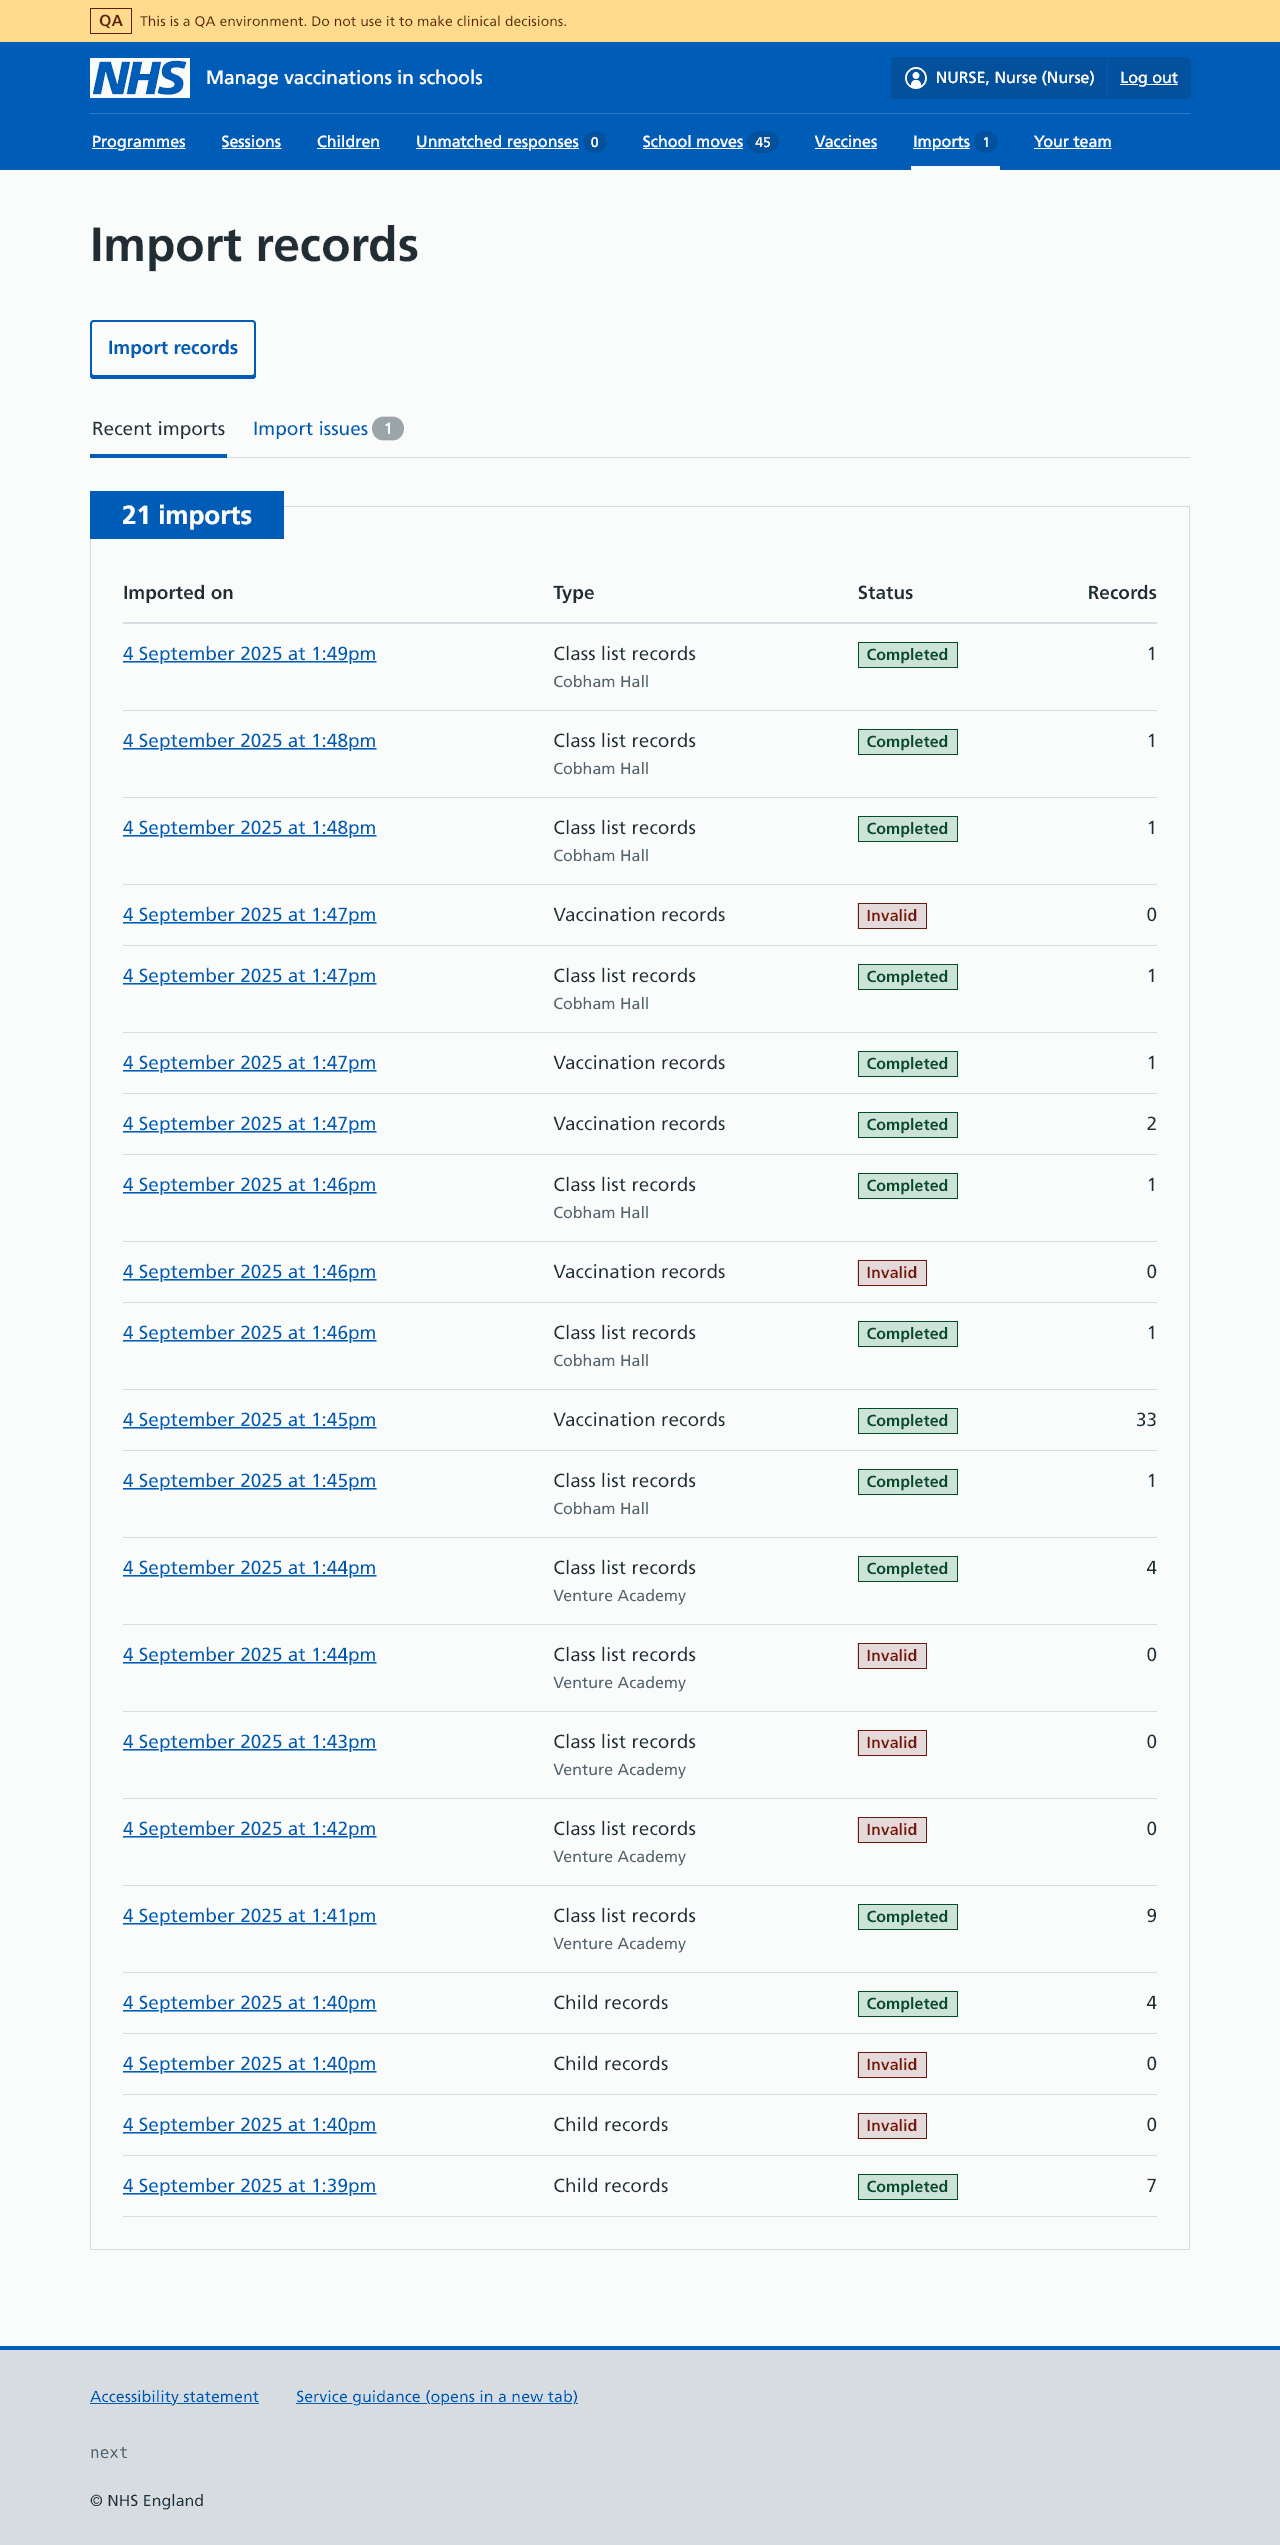 QA This is a QA environment. Do not use it to make clinical decisions.
NHS Manage vaccinations in schools NURSE, Nurse (Nurse) Log out
Programmes Sessions Children Unmatched responses 0 School moves 45 Vaccines Imports 1 Your team
Import records
Import records
Recent imports Import issues 1
21 imports
Imported on Type Status Records
4 September 2025 at 1:49pm Class list records Completed 1
Cobham Hall
4 September 2025 at 1:48pm Class list records Completed 1
Cobham Hall
4 September 2025 at 1:48pm Class list records Completed 1
Cobham Hall
4 September 2025 at 1:47pm Vaccination records Invalid 0
4 September 2025 at 1:47pm Class list records Completed 1
Cobham Hall
4 September 2025 at 1:47pm Vaccination records Completed 1
4 September 2025 at 1:47pm Vaccination records Completed 2
4 September 2025 at 1:46pm Class list records Completed 1
Cobham Hall
4 September 2025 at 1:46pm Vaccination records Invalid 0
4 September 2025 at 1:46pm Class list records Completed 1
Cobham Hall
4 September 2025 at 1:45pm Vaccination records Completed 33
4 September 2025 at 1:45pm Class list records Completed 1
Cobham Hall
4 September 2025 at 1:44pm Class list records Completed 4
Venture Academy
4 September 2025 at 1:44pm Class list records Invalid 0
Venture Academy
4 September 2025 at 1:43pm Class list records Invalid 0
Venture Academy
4 September 2025 at 1:42pm Class list records Invalid 0
Venture Academy
4 September 2025 at 1:41pm Class list records Completed 9
Venture Academy
4 September 2025 at 1:40pm Child records Completed 4
4 September 2025 at 1:40pm Child records Invalid 0
4 September 2025 at 1:40pm Child records Invalid 0
4 September 2025 at 1:39pm Child records Completed 7
Accessibility statement Service guidance (opens in a new tab)
next
© NHS England